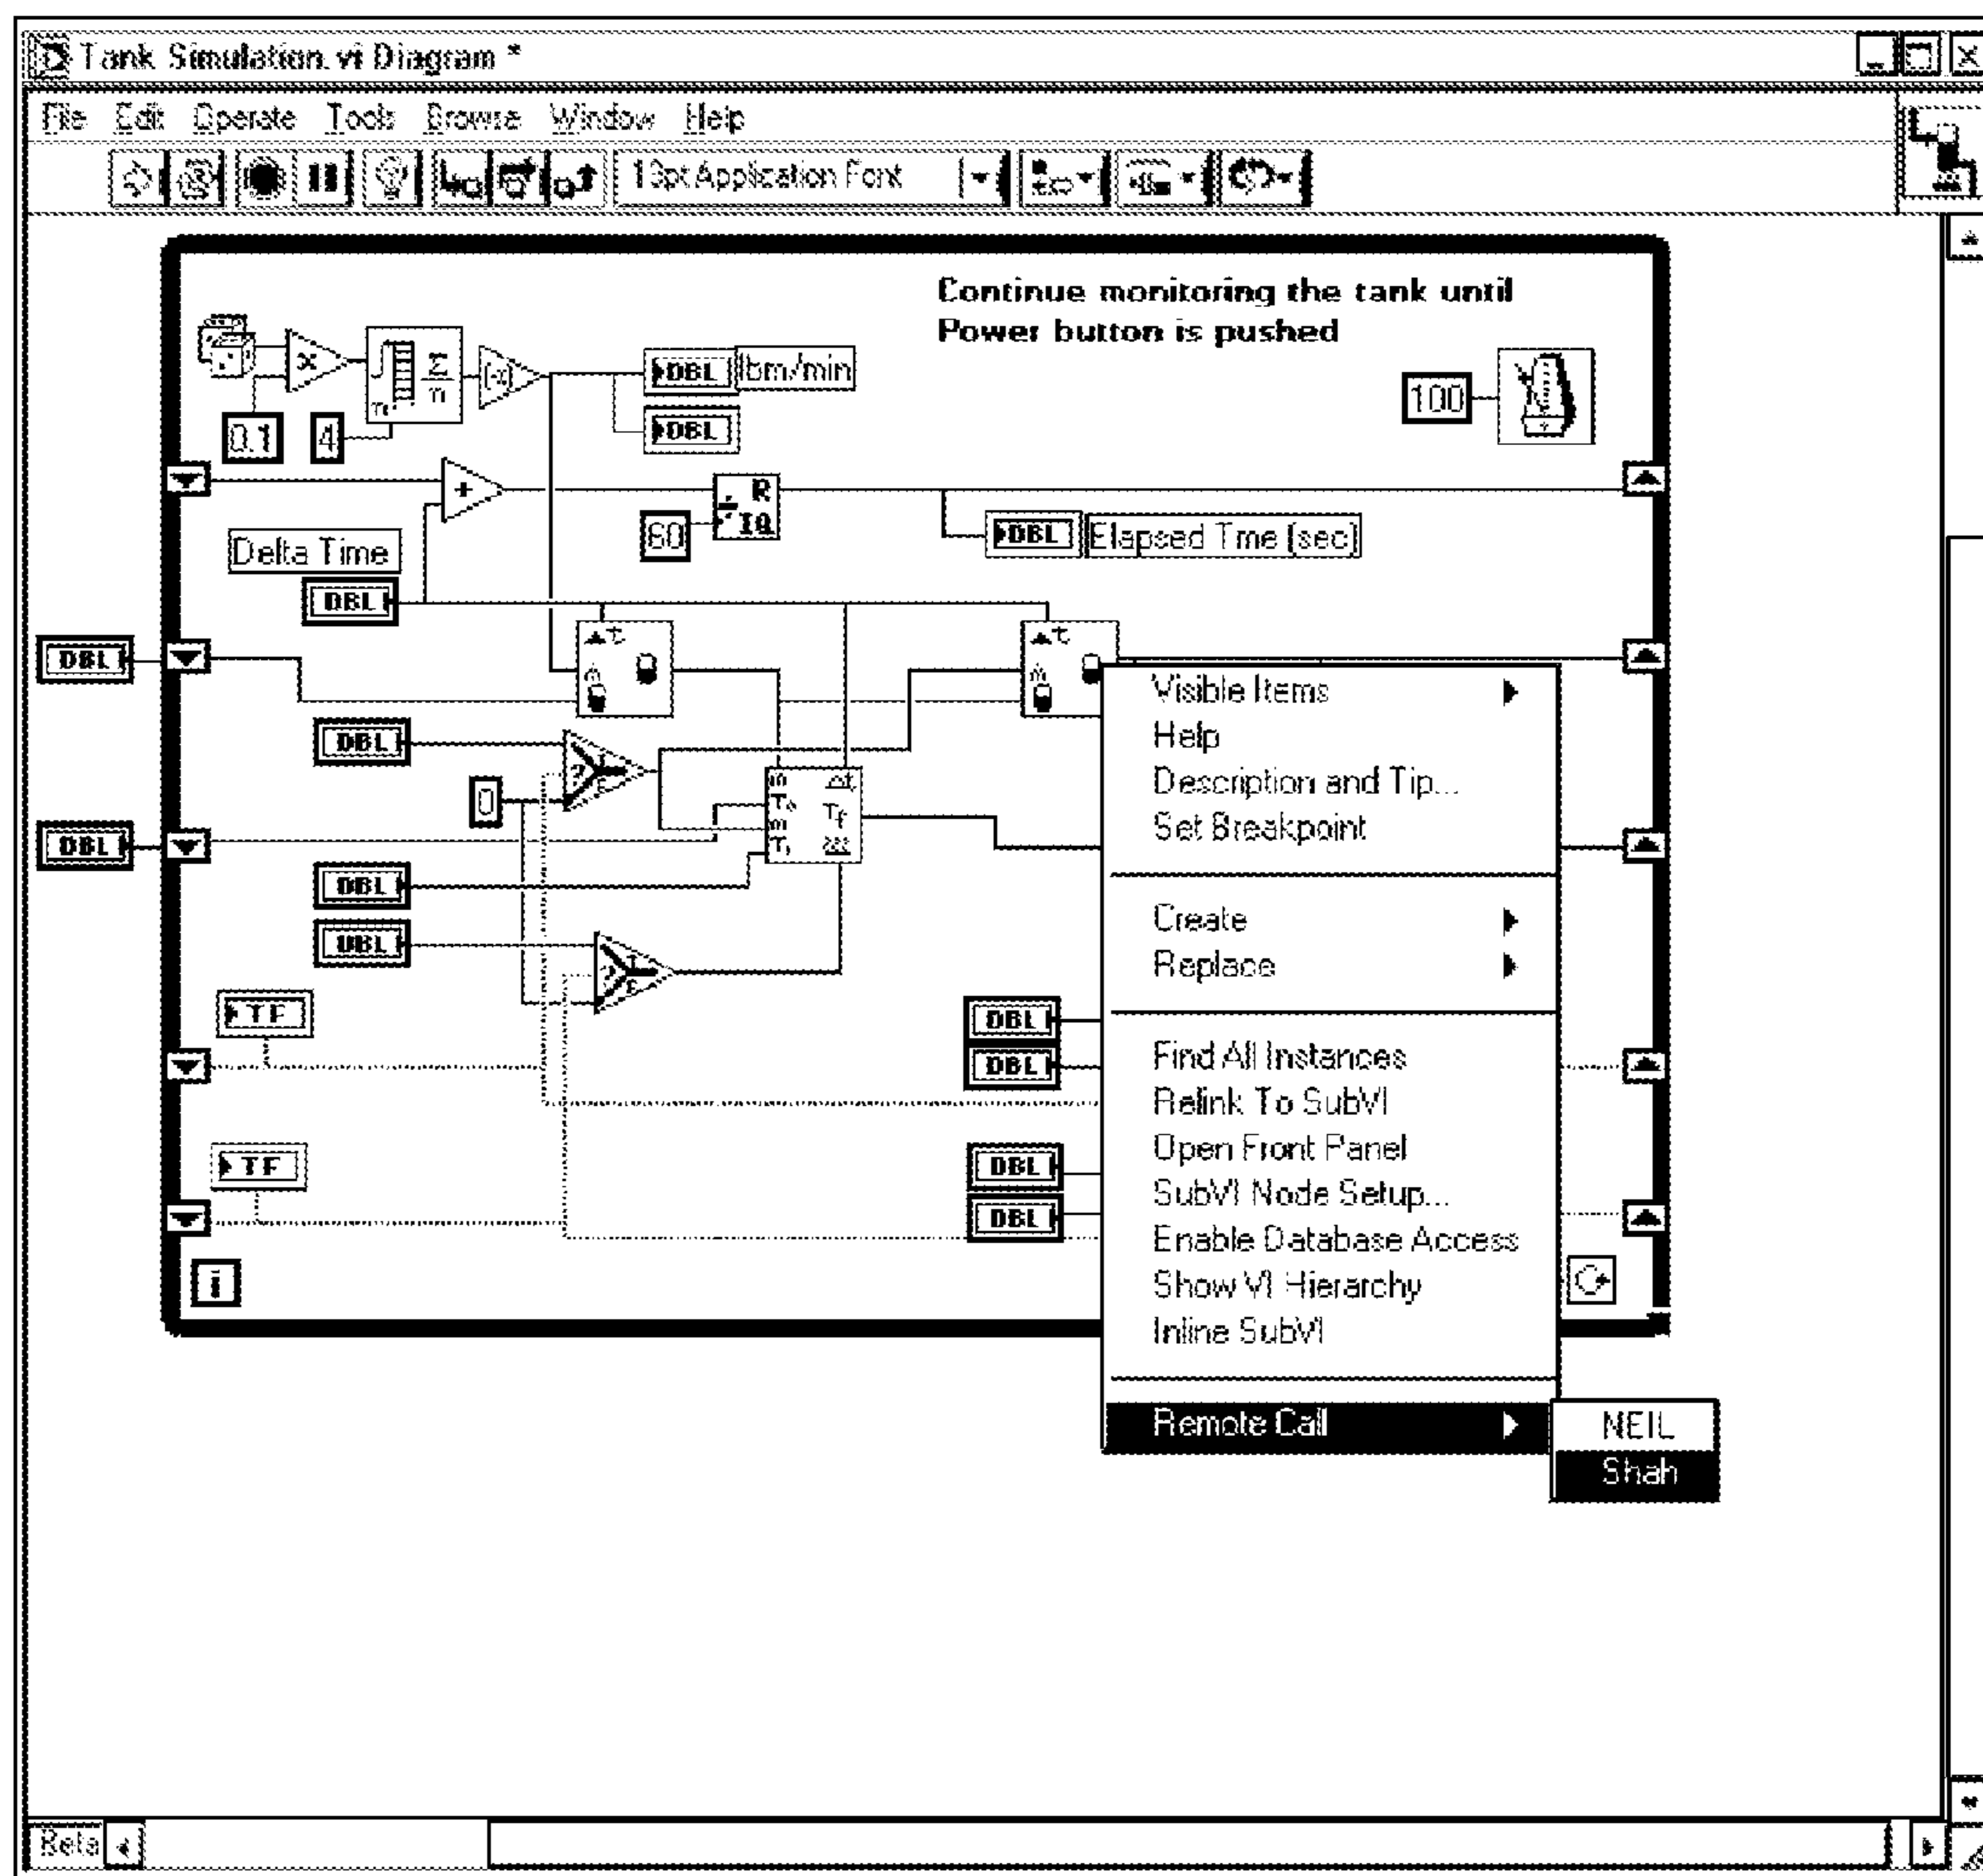 Tank Simulation.vi Diagram *
File Edit Operate Tools Browse Window Help
13pt Application Font
Continue monitoring the tank until
Power button is pushed
DBL lbm/min
100
0.1 4
DBL
+
R
IQ
60
DBL Elapsed Tme (sec)
Delta Time
DBL
DBL
DBL
0
DBL
DBL
DBL
TF
DBL
DBL
TF
DBL
DBL
i
Visible Items
Help
Description and Tip...
Set Breakpoint
Create
Replace
Find All Instances
Relink To SubVI
Open Front Panel
SubVI Node Setup...
Enable Database Access
Show VI Hierarchy
Inline SubVI
Remote Call
NEIL
Shah
Beta